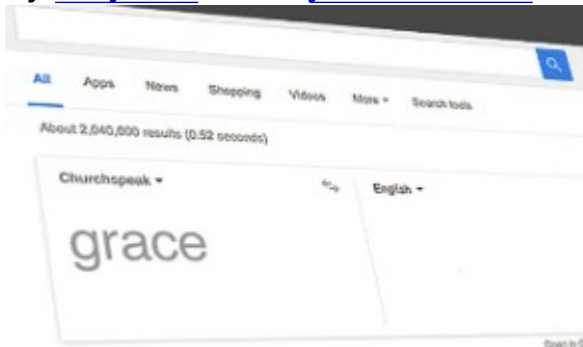 All Apps News Shopping Videos More Search tools
About 2,040,000 results (0.52 seconds)
Churchspeak English
grace